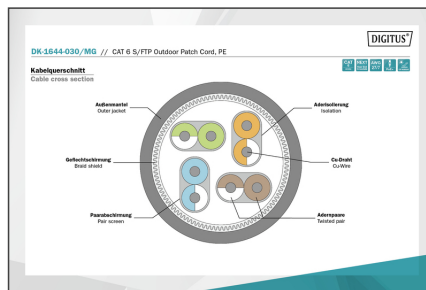 DIGITUS®
DK-1644-030/MG // CAT 6 S/FTP Outdoor Patch Cord, PE
Kabelquerschnitt
Cable cross section
Außenmantel
Outer jacket
Aderisolierung
Isolation
Geflechtschirmung
Braid shield
Cu-Draht
Cu-Wire
Paarabschirmung
Pair screen
Adernpaare
Twisted pair